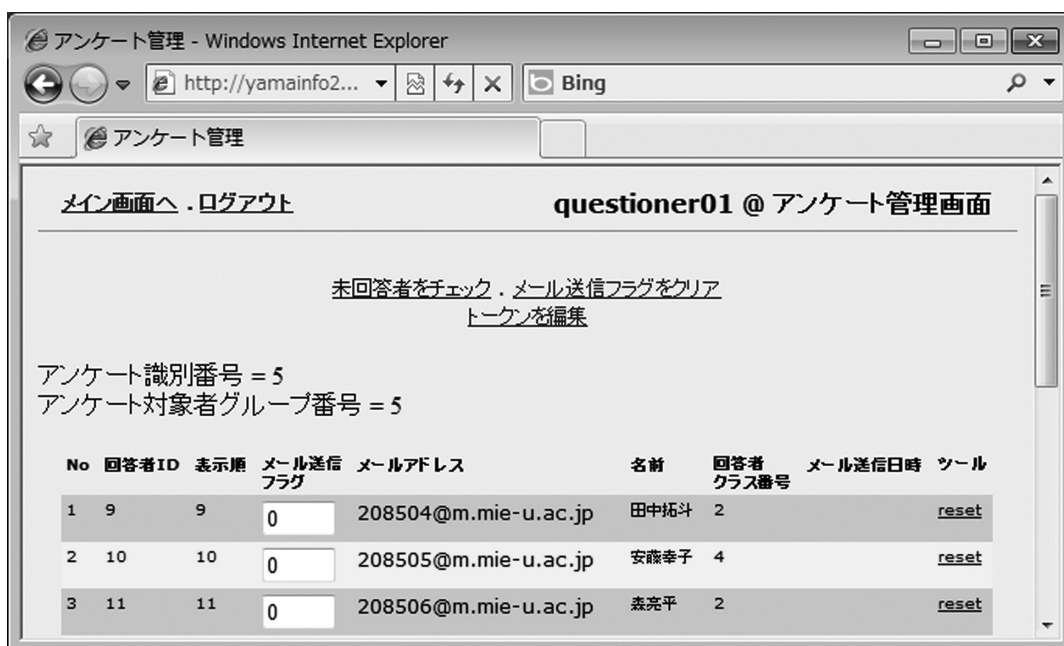 アンケート管理 - Windows Internet Explorer
http://yamainfo2... Bing
アンケート管理
メイン画面へ . ログアウト questioner01 @ アンケート管理画面
未回答者をチェック . メール送信フラグをクリア
トークンを編集
アンケート識別番号 = 5
アンケート対象者グループ番号 = 5
No 回答者ID 表示順 メール送信フラグ メールアドレス 名前 回答者クラス番号 メール送信日時 ツール
1 9 9 0 208504@m.mie-u.ac.jp 田中拓斗 2 reset
2 10 10 0 208505@m.mie-u.ac.jp 安藤幸子 4 reset
3 11 11 0 208506@m.mie-u.ac.jp 森亮平 2 reset